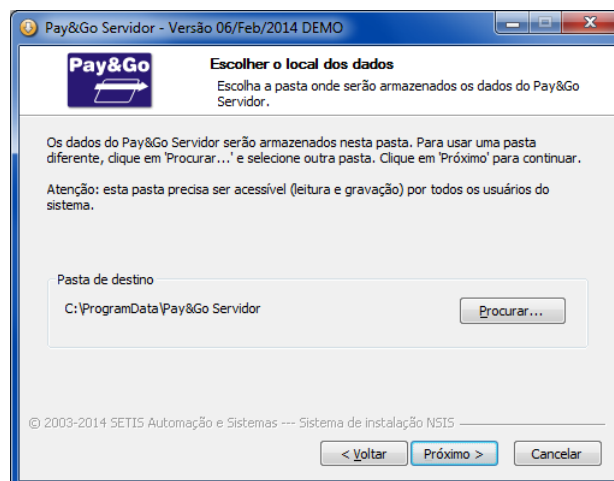 Pay&Go Servidor - Versão 06/Feb/2014 DEMO
Pay&Go
Escolher o local dos dados
Escolha a pasta onde serão armazenados os dados do Pay&Go
Servidor.
Os dados do Pay&Go Servidor serão armazenados nesta pasta. Para usar uma pasta
diferente, clique em 'Procurar...' e selecione outra pasta. Clique em 'Próximo' para continuar.
Atenção: esta pasta precisa ser acessível (leitura e gravação) por todos os usuários do
sistema.
Pasta de destino
C:\ProgramData\Pay&Go Servidor
Procurar...
© 2003-2014 SETIS Automação e Sistemas --- Sistema de instalação NSIS
< Voltar
Próximo >
Cancelar